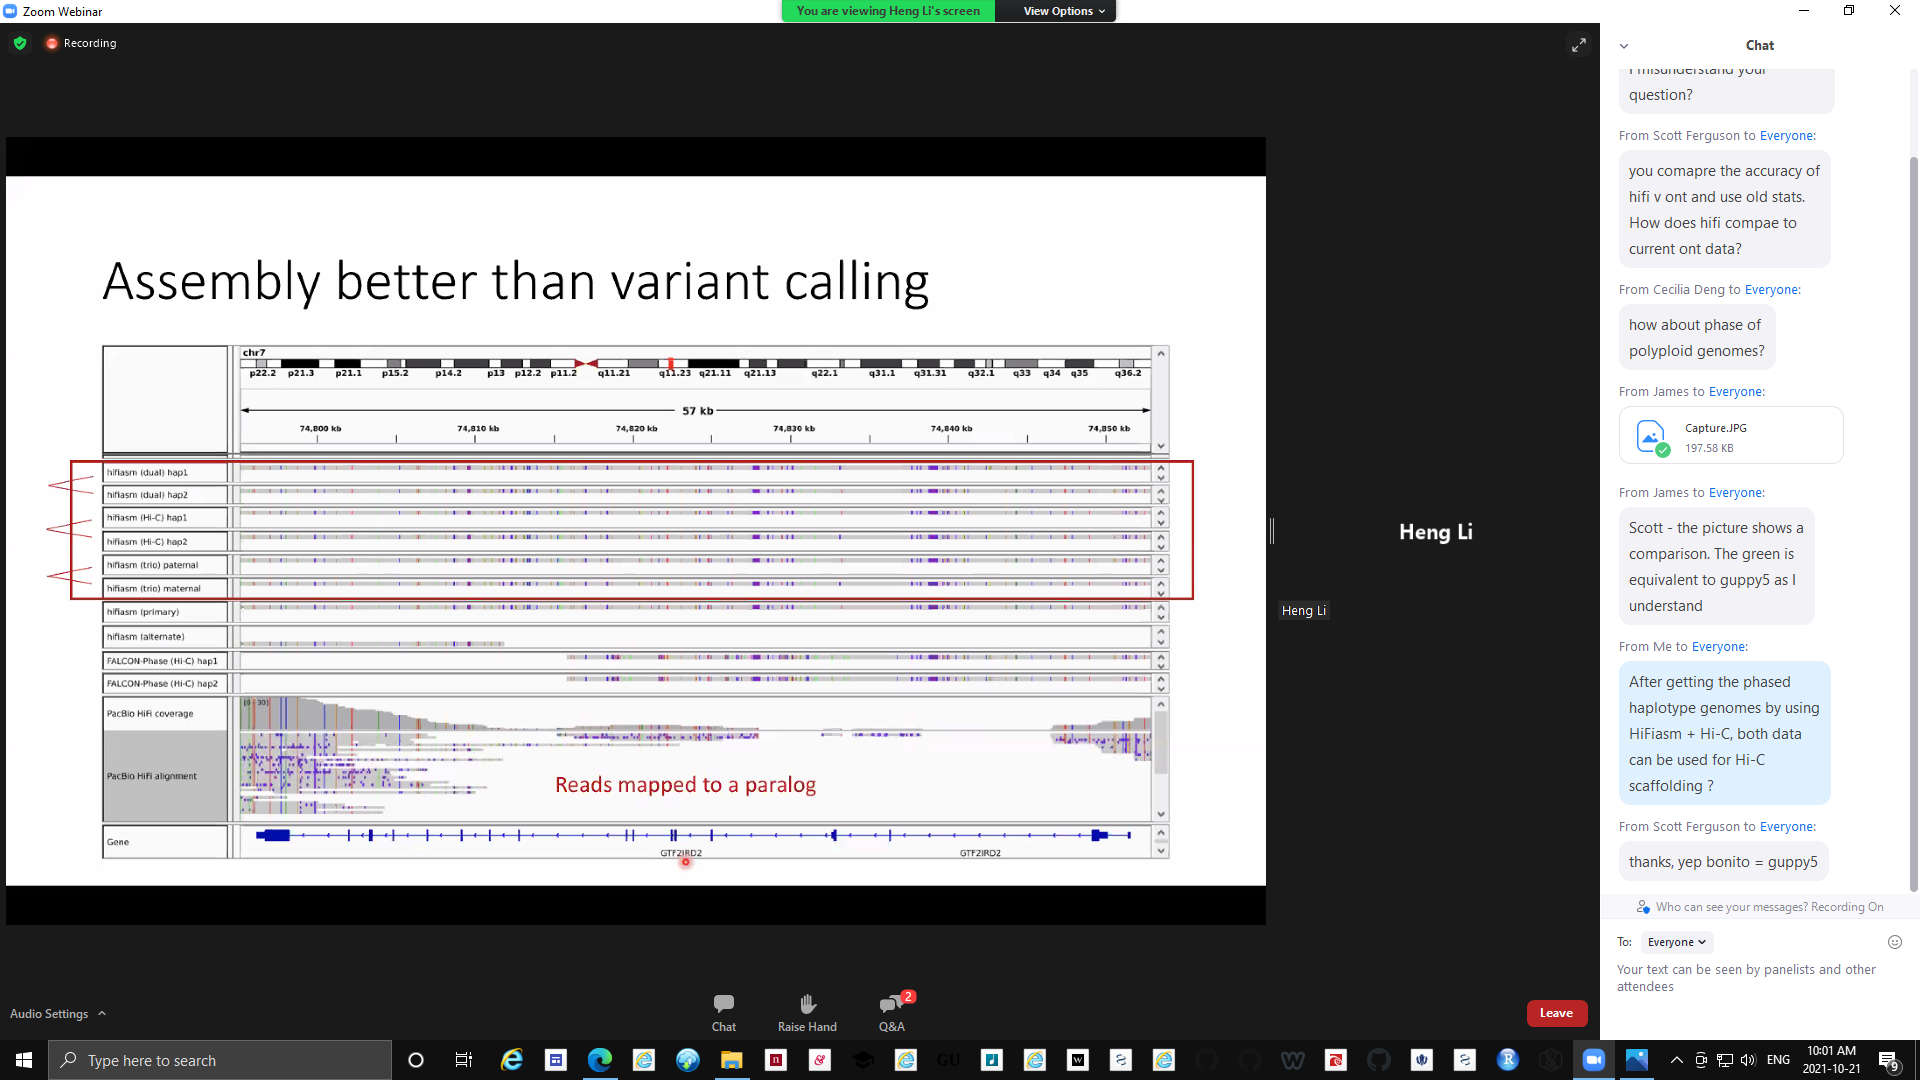 Zoom Webinar
You are viewing Heng Li's screen
View Options
Recording
Assembly better than variant calling
chr7
p22.2 p21.3 p21.1 p15.2 p14.2 p13 p12.2 p11.2 q11.21 q11.23 q21.11 q21.13 q22.1 q31.1 q31.31 q32.1 q33 q34 q35 q36.2
57 kb
74,800 kb 74,810 kb 74,820 kb 74,830 kb 74,840 kb 74,850 kb
hifiasm (dual) hap1
hifiasm (dual) hap2
hifiasm (Hi-C) hap1
hifiasm (Hi-C) hap2
hifiasm (trio) paternal
hifiasm (trio) maternal
hifiasm (primary)
hifiasm (alternate)
FALCON-Phase (Hi-C) hap1
FALCON-Phase (Hi-C) hap2
PacBio HiFi coverage
PacBio HiFi alignment
Reads mapped to a paralog
Gene
GTF2IRD2 GTF2IRD2
Heng Li
Heng Li
Chat
I misunderstand your
question?
From Scott Ferguson to Everyone:
you comapre the accuracy of
hifi v ont and use old stats.
How does hifi compae to
current ont data?
From Cecilia Deng to Everyone:
how about phase of
polyploid genomes?
From James to Everyone:
Capture.JPG
197.58 KB
From James to Everyone:
Scott - the picture shows a
comparison. The green is
equivalent to guppy5 as I
understand
From Me to Everyone:
After getting the phased
haplotype genomes by using
HiFiasm + Hi-C, both data
can be used for Hi-C
scaffolding ?
From Scott Ferguson to Everyone:
thanks, yep bonito = guppy5
Who can see your messages? Recording On
To: Everyone
Your text can be seen by panelists and other
attendees
Audio Settings
Chat
Raise Hand
2
Q&A
Leave
Type here to search
GU
ENG
10:01 AM
2021-10-21
9